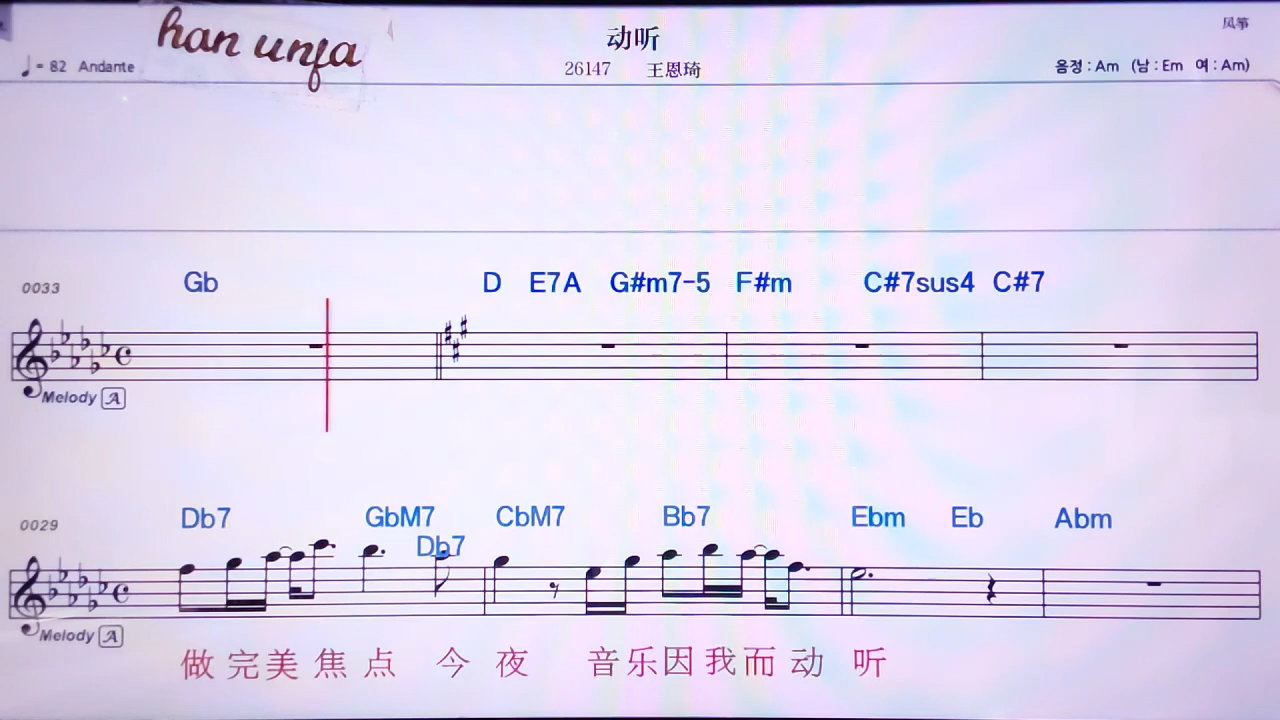 han unfa
动听
风筝
♩= 82 Andante
26147 王恩琦
음정 : Am (남 : Em 여 : Am)
0033
Gb D E7A G#m7-5 F#m C#7sus4 C#7
Melody A
0029
Db7 GbM7 CbM7 Bb7 Ebm Eb Abm
Db7
Melody A
做完美焦点 今夜 音乐因我而动 听